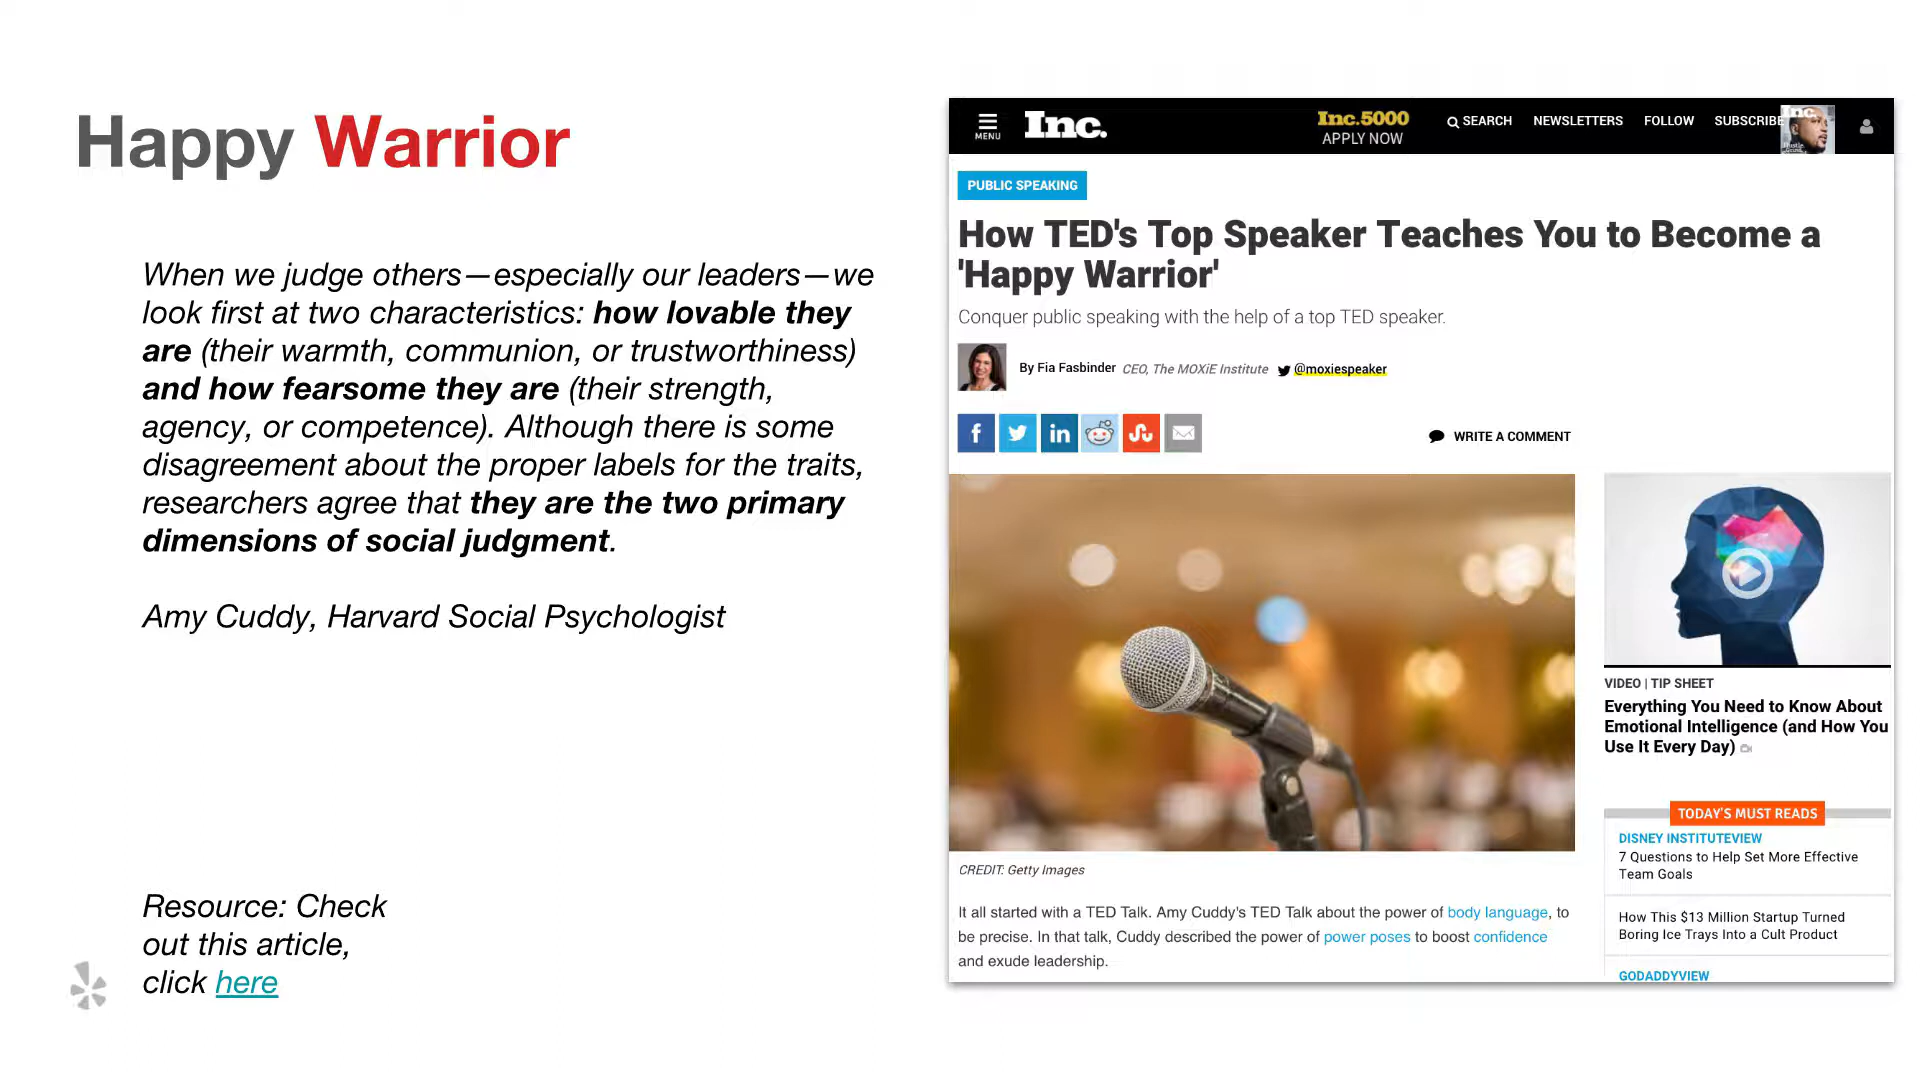 Happy Warrior
When we judge others—especially our leaders—we
look first at two characteristics: how lovable they
are (their warmth, communion, or trustworthiness)
and how fearsome they are (their strength,
agency, or competence). Although there is some
disagreement about the proper labels for the traits,
researchers agree that they are the two primary
dimensions of social judgment.
Amy Cuddy, Harvard Social Psychologist
Resource: Check
out this article,
click here
MENU
Inc.
Inc.5000
APPLY NOW
SEARCH
NEWSLETTERS
FOLLOW
SUBSCRIBE
Inc.
PUBLIC SPEAKING
How TED's Top Speaker Teaches You to Become a
'Happy Warrior'
Conquer public speaking with the help of a top TED speaker.
By Fia Fasbinder CEO, The MOXiE Institute @moxiespeaker
f
in
WRITE A COMMENT
CREDIT: Getty Images
It all started with a TED Talk. Amy Cuddy's TED Talk about the power of body language, to
be precise. In that talk, Cuddy described the power of power poses to boost confidence
and exude leadership.
VIDEO | TIP SHEET
Everything You Need to Know About
Emotional Intelligence (and How You
Use It Every Day)
TODAY'S MUST READS
DISNEY INSTITUTEVIEW
7 Questions to Help Set More Effective
Team Goals
How This $13 Million Startup Turned
Boring Ice Trays Into a Cult Product
GODADDYVIEW